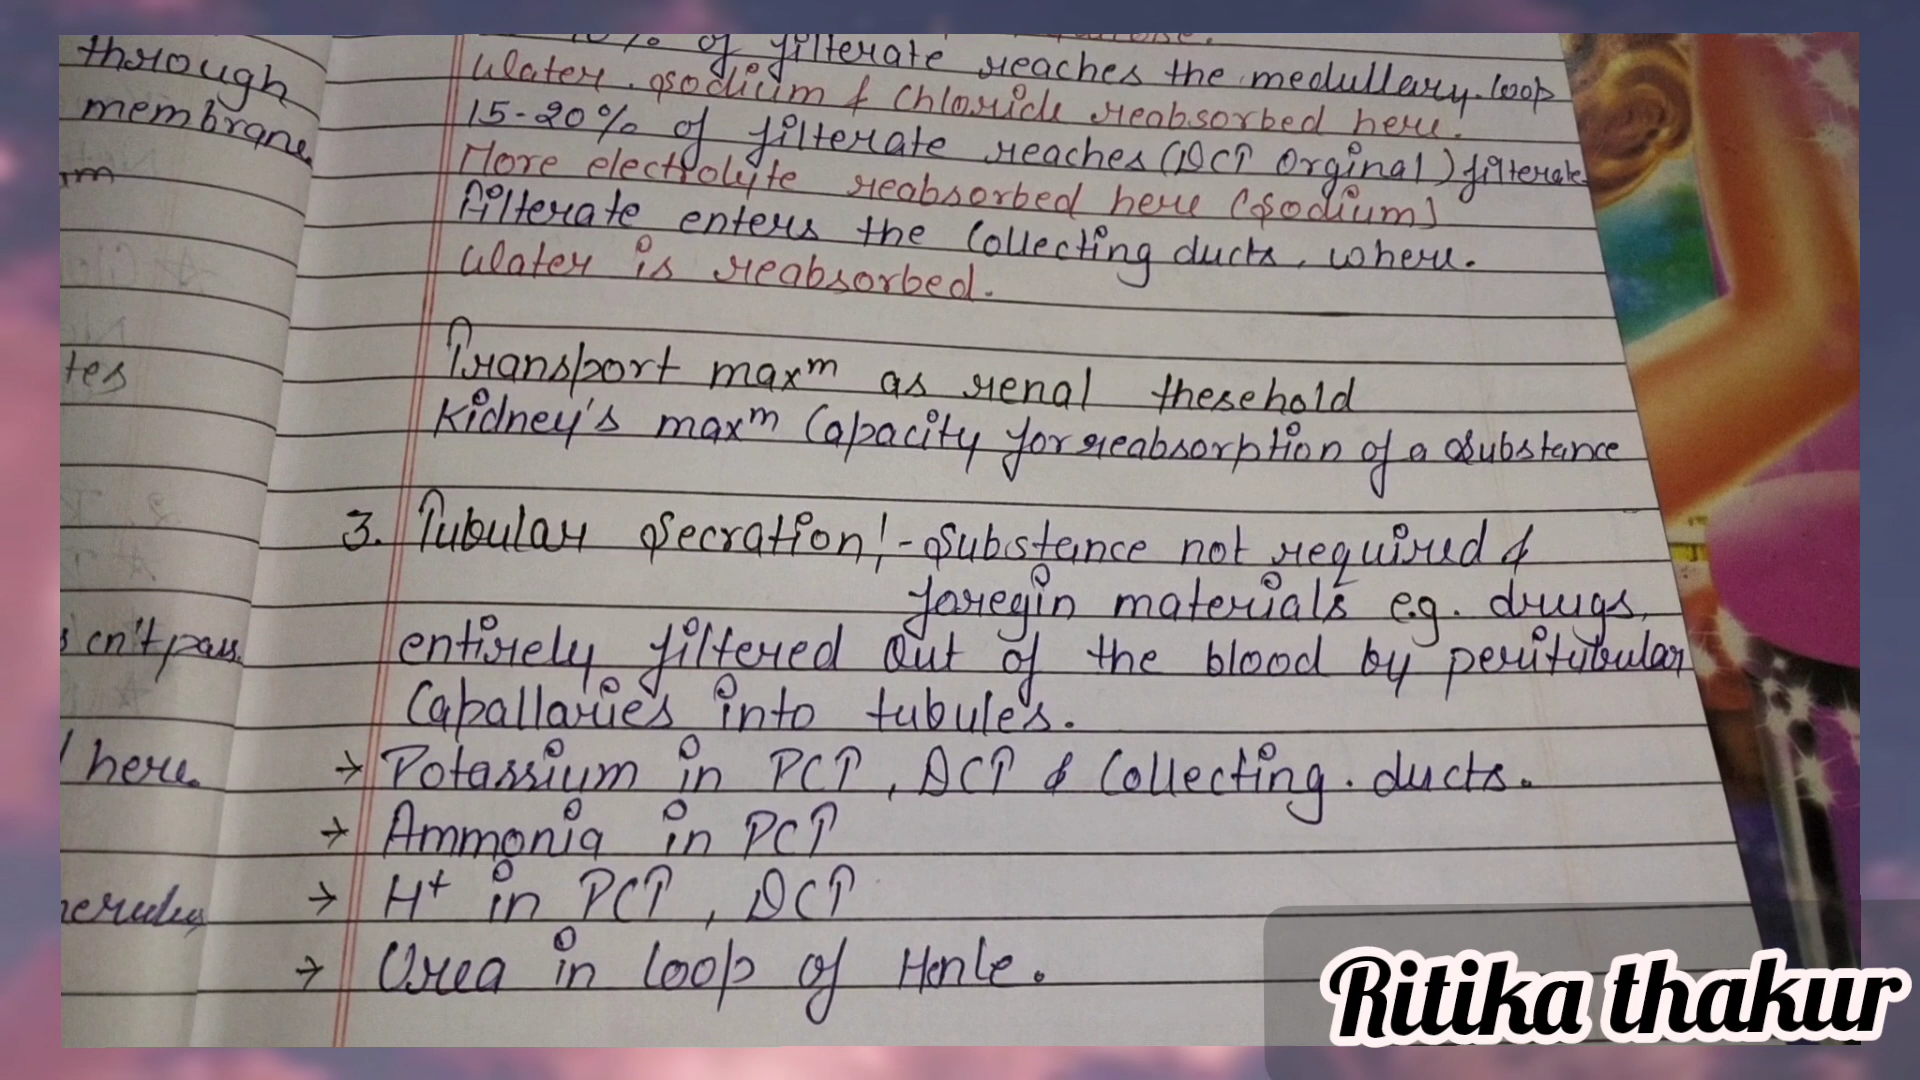 through
membrane
tes
cn't pass
here.
% of filterate reaches the medullary loop
Water, sodium & Chloride reabsorbed here.
15-20% of filterate reaches (DCT Orginal) filterate
More electrolyte reabsorbed here (sodium)
Filterate enters the Collecting ducts, where.
Water is reabsorbed.
Transport maxm as renal thesehold
Kidney's maxm Capacity for reabsorption of a substance
3. Tubular Secration:- Substance not required &
foregin materials e.g. drugs,
entirely filtered Out of the blood by peritubular
Capallaries into tubules.
→ Potassium in PCT, DCT & Collecting. ducts.
→ Ammonia in PCT
→ H+ in PCT, DCT
→ Urea in loop of Henle.
Ritika thakur